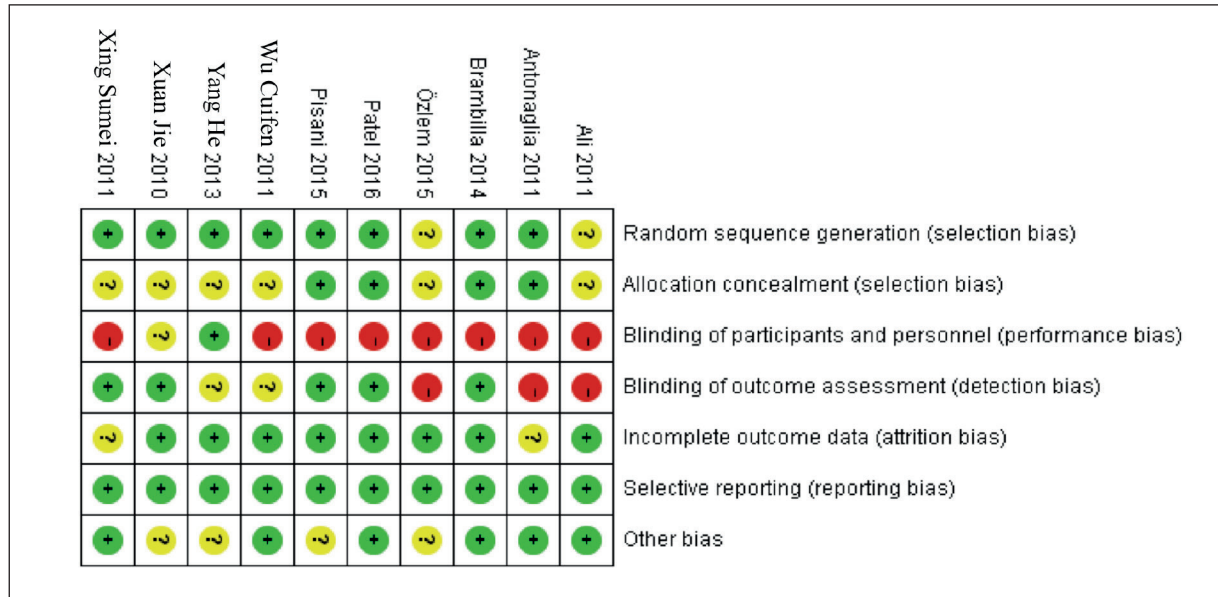 Xing Sumei 2011
Xuan Jie 2010
Yang He 2013
Wu Cuifen 2011
Pisani 2015
Patel 2016
Özlem 2015
Brambilla 2014
Antonaglia 2011
Ali 2011
+ + + + + + ? + + ? Random sequence generation (selection bias)
? ? ? ? + + ? + + ? Allocation concealment (selection bias)
- ? + - - - - - - - Blinding of participants and personnel (performance bias)
+ + ? ? + + - + - - Blinding of outcome assessment (detection bias)
? + + + + + + + ? + Incomplete outcome data (attrition bias)
+ + + + + + + + + + Selective reporting (reporting bias)
+ ? ? + ? + ? + + + Other bias